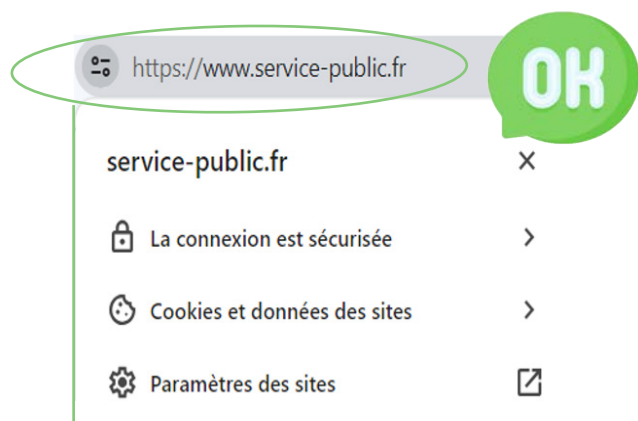 https://www.service-public.fr
OK
service-public.fr
La connexion est sécurisée
Cookies et données des sites
Paramètres des sites